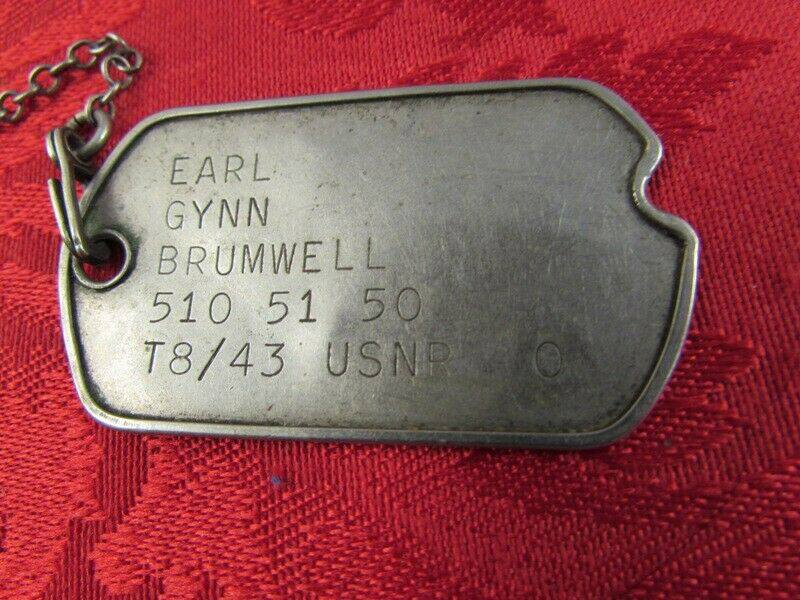 EARL
GYNN
BRUMWELL
510 51 50
T8/43 USNR O